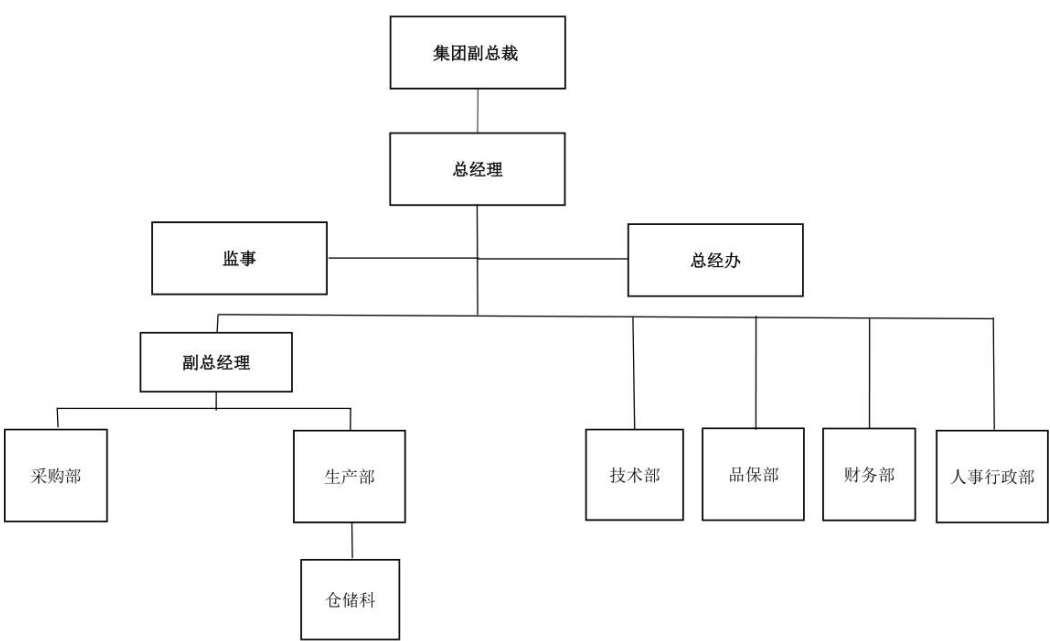 集团副总裁
总经理
监事
总经办
副总经理
采购部
生产部
技术部
品保部
财务部
人事行政部
仓储科